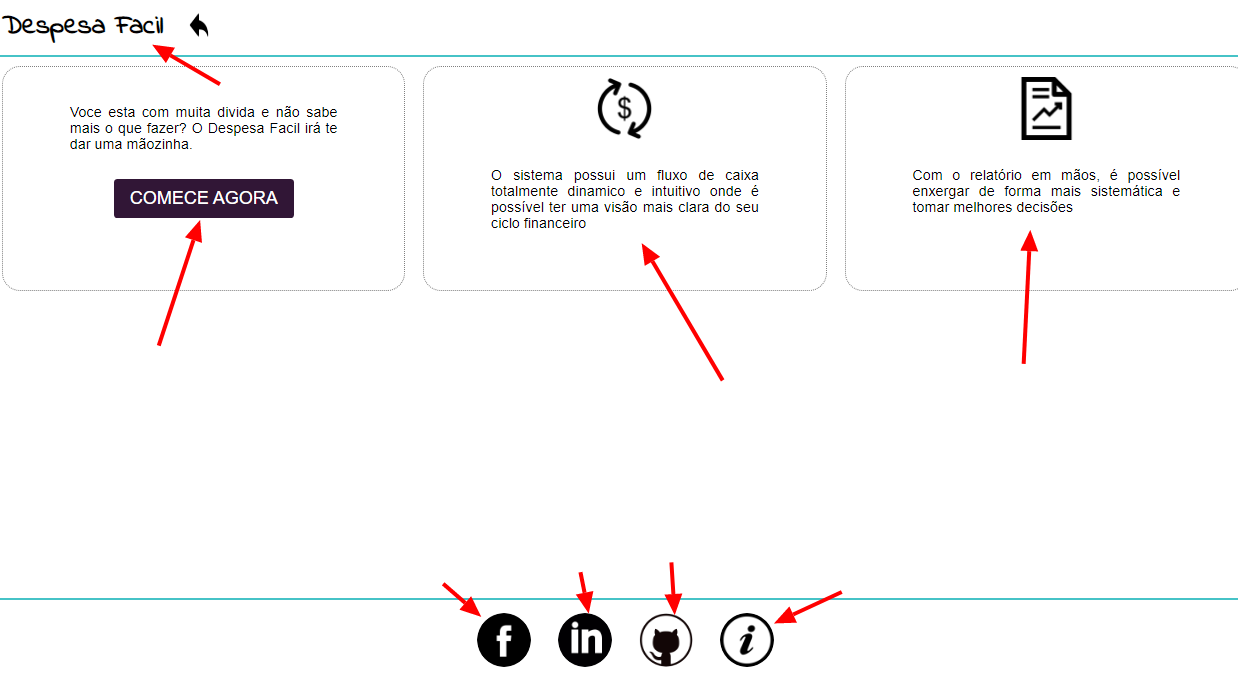 Despesa Facil
Voce esta com muita divida e não sabe
mais o que fazer? O Despesa Facil irá te
dar uma mãozinha.
COMECE AGORA
$
O sistema possui um fluxo de caixa
totalmente dinamico e intuitivo onde é
possível ter uma visão mais clara do seu
ciclo financeiro
Com o relatório em mãos, é possível
enxergar de forma mais sistemática e
tomar melhores decisões
f
in
i